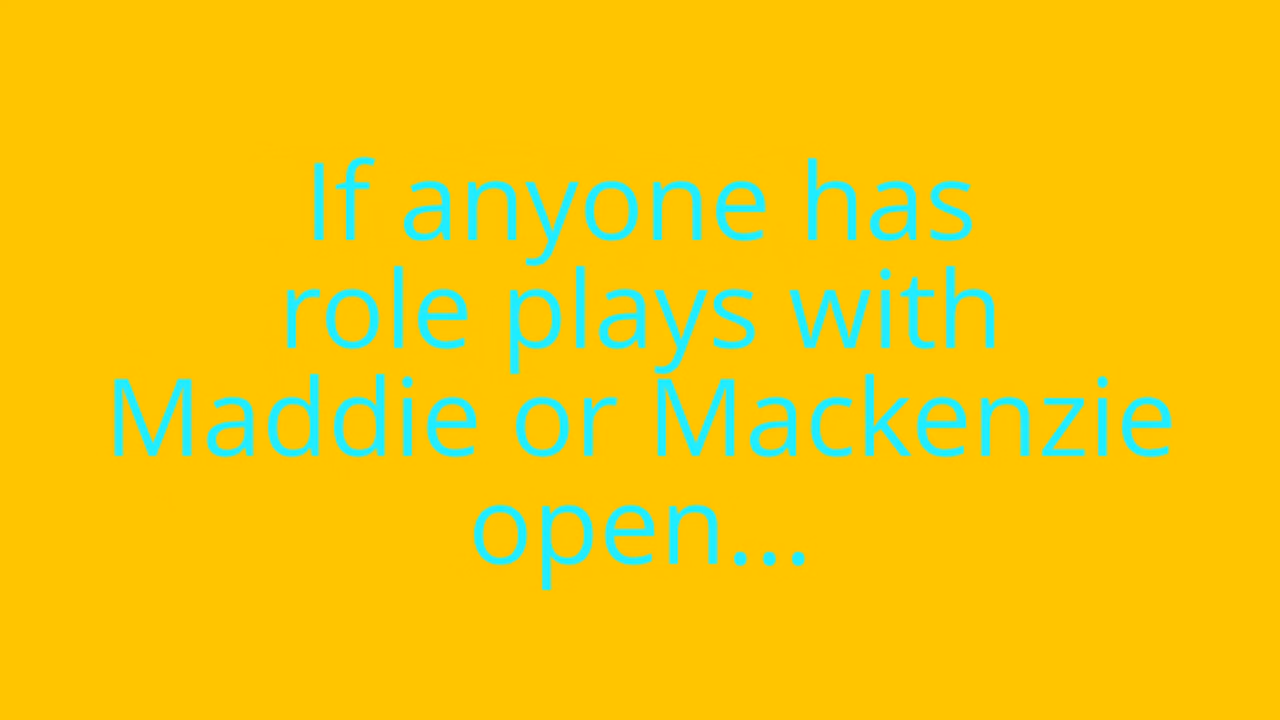 If anyone has
role plays with
Maddie or Mackenzie
open...